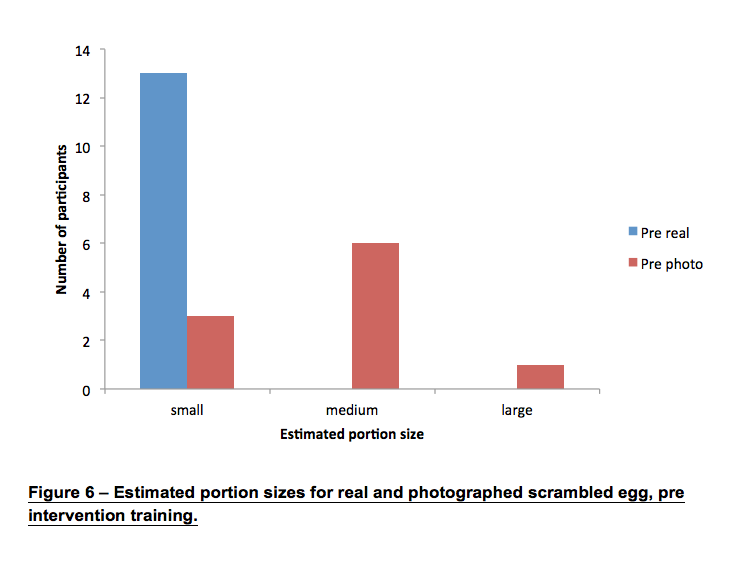 14
12
10
8
6
4
2
0
Number of participants
small medium large
Estimated portion size
Pre real
Pre photo
Figure 6 – Estimated portion sizes for real and photographed scrambled egg, pre
intervention training.